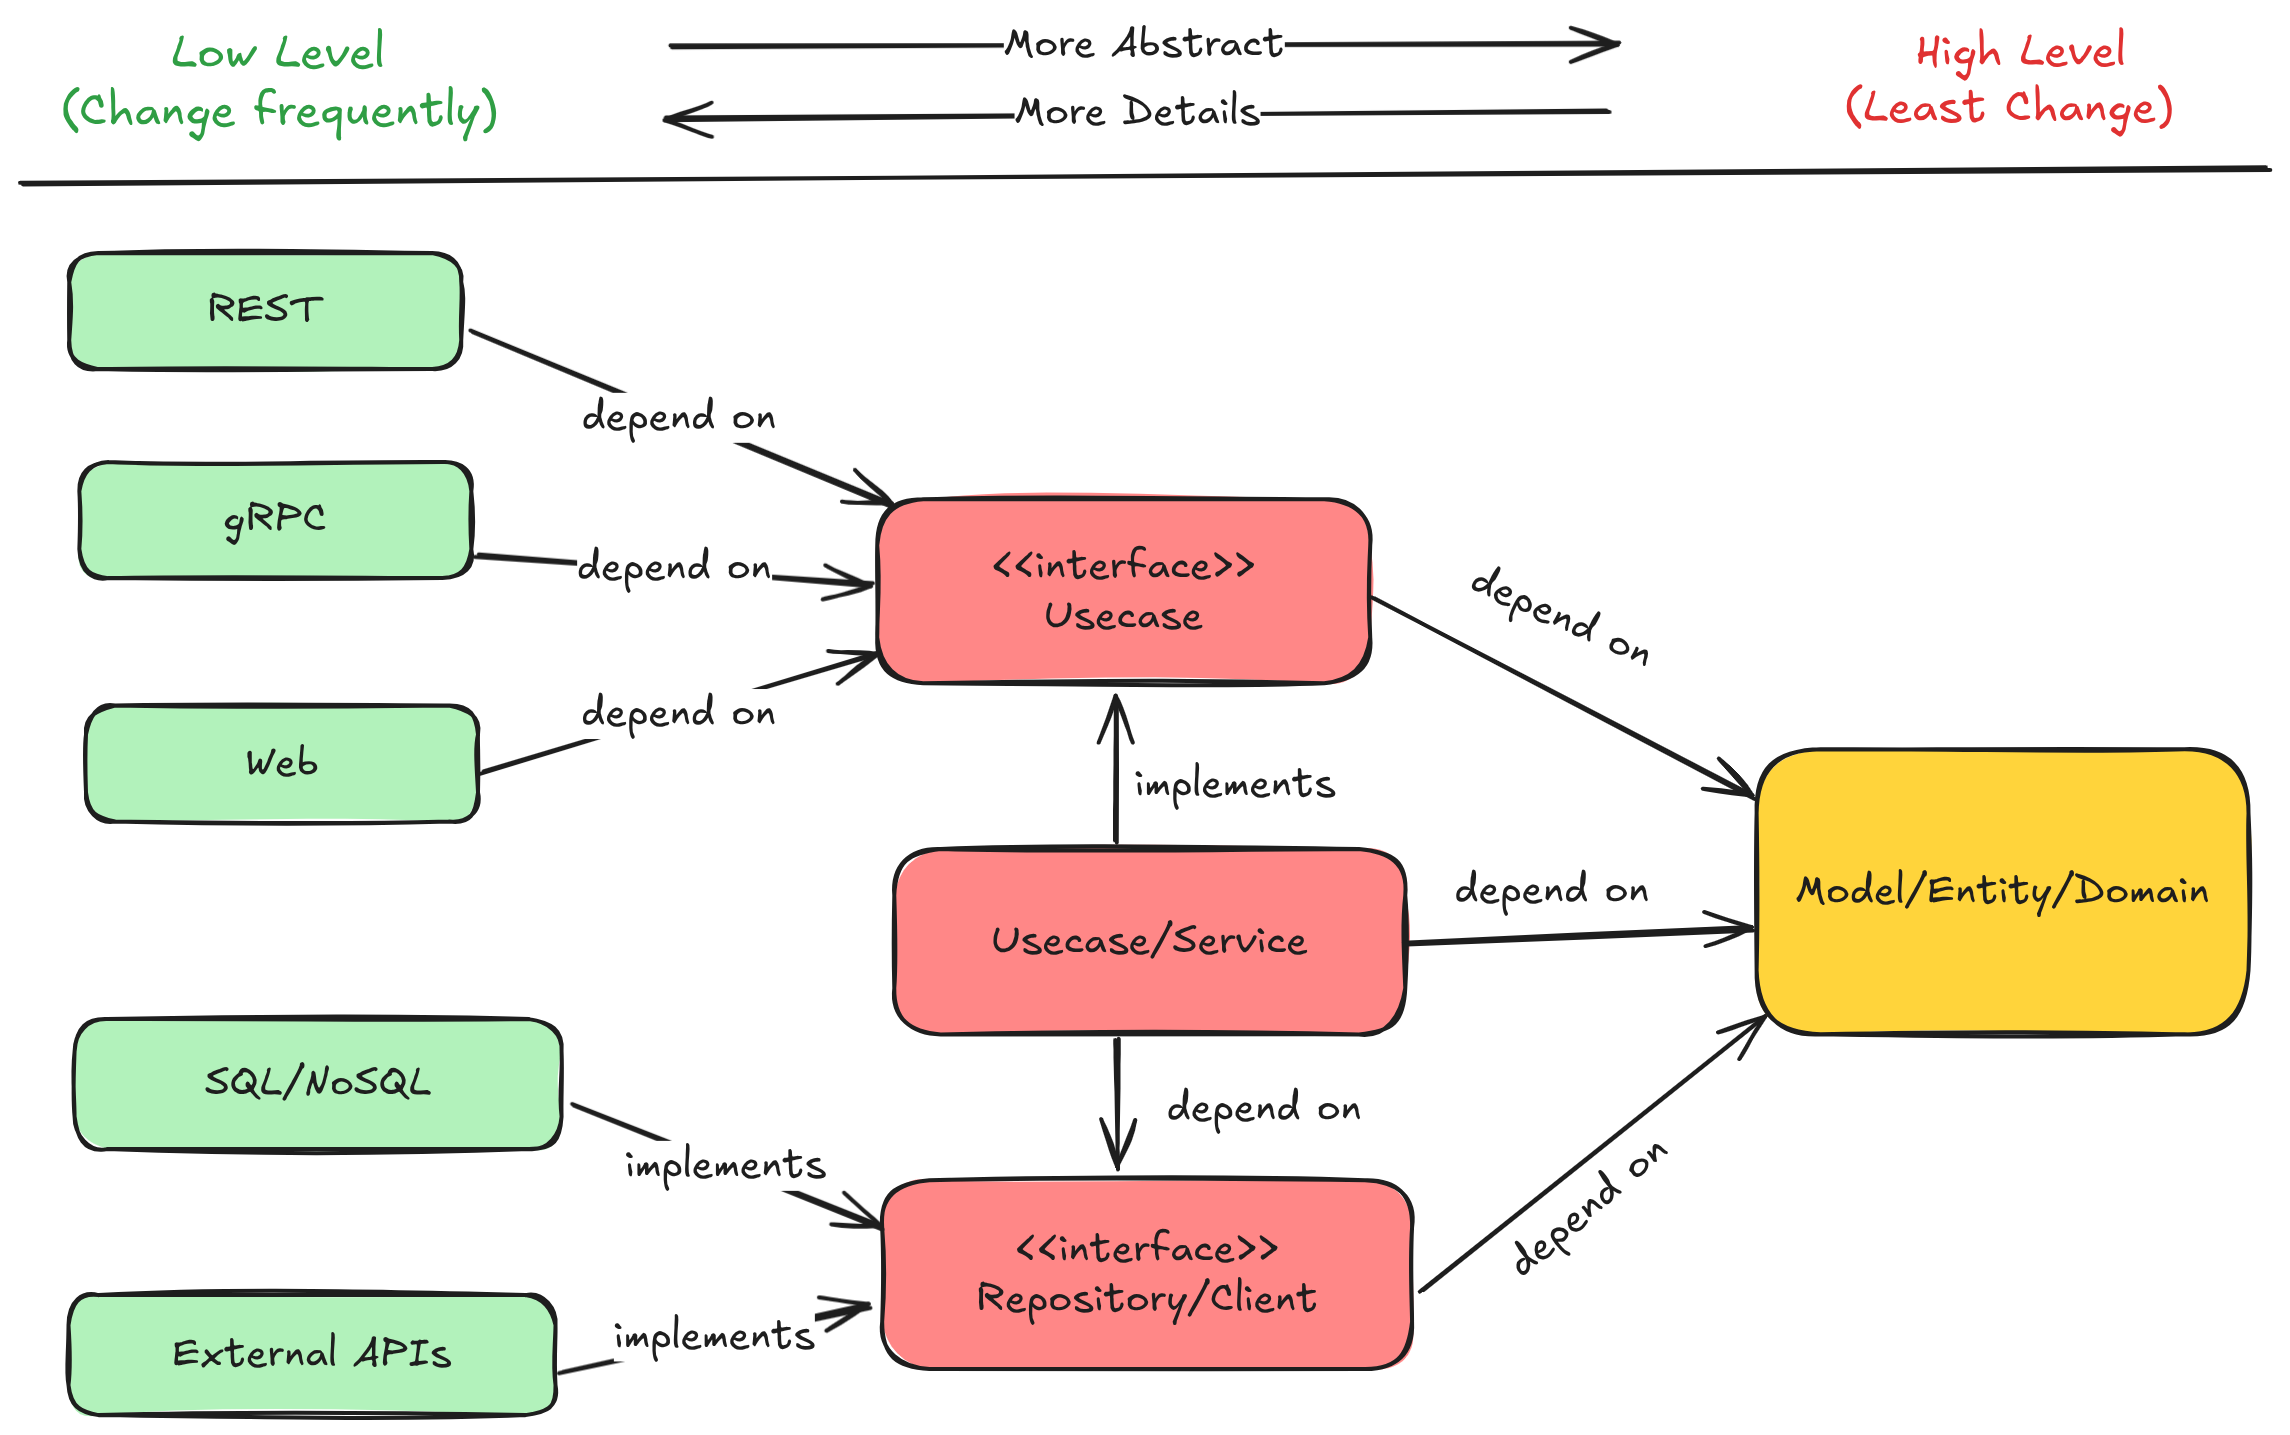 Low Level
(Change frequently)
More Abstract
More Details
High Level
(Least Change)
REST
depend on
gRPC
depend on
<<interface>>
Usecase
depend on
Web
depend on
implements
Usecase/Service
depend on
Model/Entity/Domain
SQL/NoSQL
implements
depend on
<<interface>>
Repository/Client
depend on
External APIs
implements